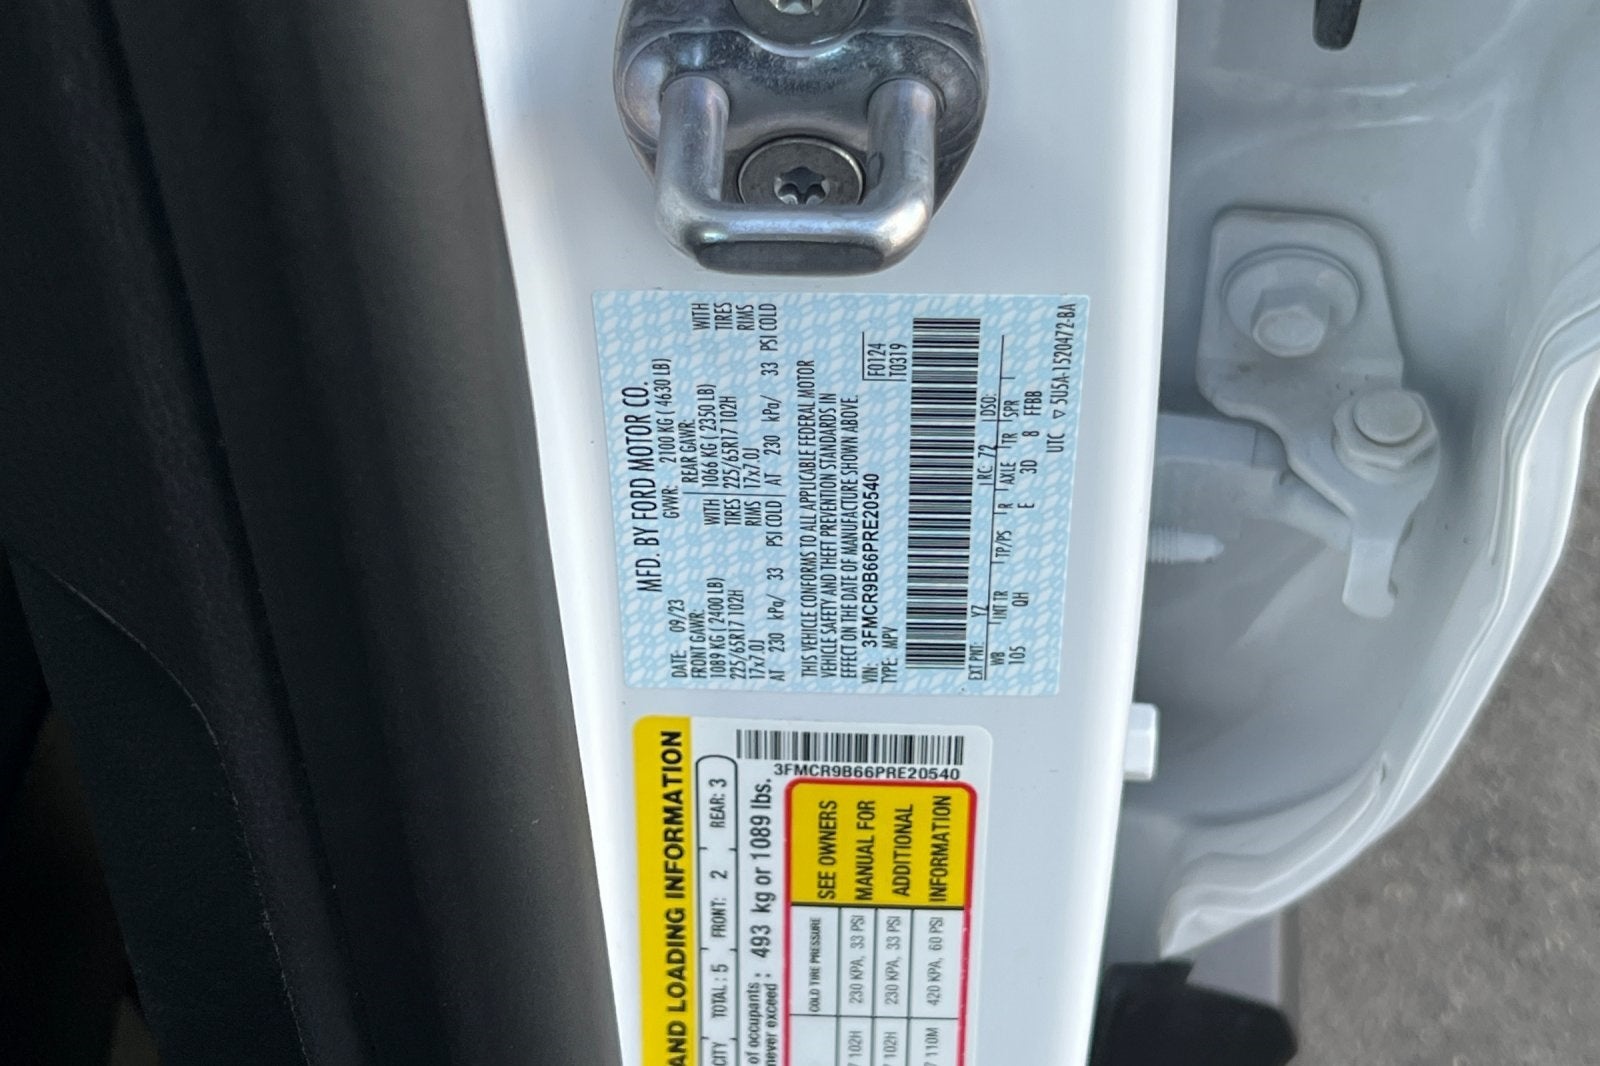 MFD. BY FORD MOTOR CO.
DATE: 09/23 GVWR: 2100 KG ( 4630 LB)
FRONT GAWR: REAR GAWR:
1089 KG ( 2400 LB) WITH 1066 KG ( 2350 LB) WITH
225/65R17 102H TIRES 225/65R17 102H TIRES
17x7.0J RIMS 17x7.0J RIMS
AT 230 kPa/ 33 PSI COLD AT 230 kPa/ 33 PSI COLD
THIS VEHICLE CONFORMS TO ALL APPLICABLE FEDERAL MOTOR
VEHICLE SAFETY AND THEFT PREVENTION STANDARDS IN
EFFECT ON THE DATE OF MANUFACTURE SHOWN ABOVE.
VIN: 3FMCR9B66PRE20540 F0124
TYPE: MPV T0319
EXT PNT: YZ RC: 72 DSO:
WB INT TR TP/PS R AXLE TR SPR
105 QH E 3D 8 FFBB
UTC ▽ 5U5A-1520472-BA
AND LOADING INFORMATION
CITY TOTAL : 5 FRONT: 2 REAR: 3
of occupants : 493 kg or 1089 lbs.
never exceed
3FMCR9B66PRE20540
COLD TIRE PRESSURE SEE OWNERS
7 102H 230 KPA, 33 PSI MANUAL FOR
7 102H 230 KPA, 33 PSI ADDITIONAL
7 110M 420 KPA, 60 PSI INFORMATION